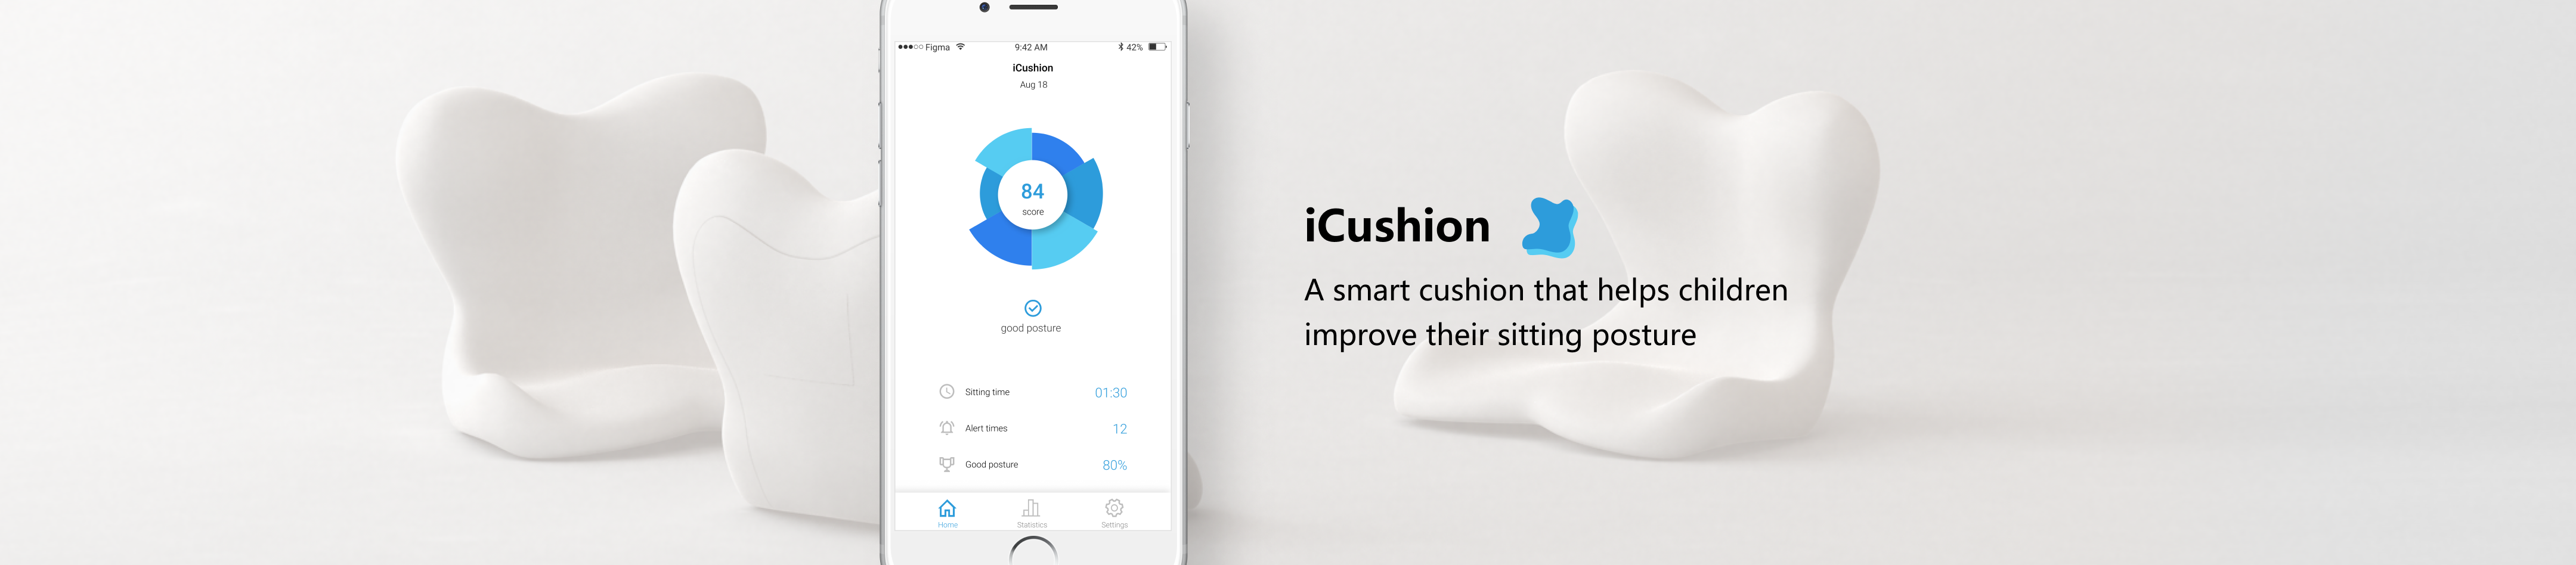 Figma 9:42 AM 42%
iCushion
Aug 18
84
score
good posture
Sitting time 01:30
Alert times 12
Good posture 80%
Home Statistics Settings
iCushion
A smart cushion that helps children
improve their sitting posture